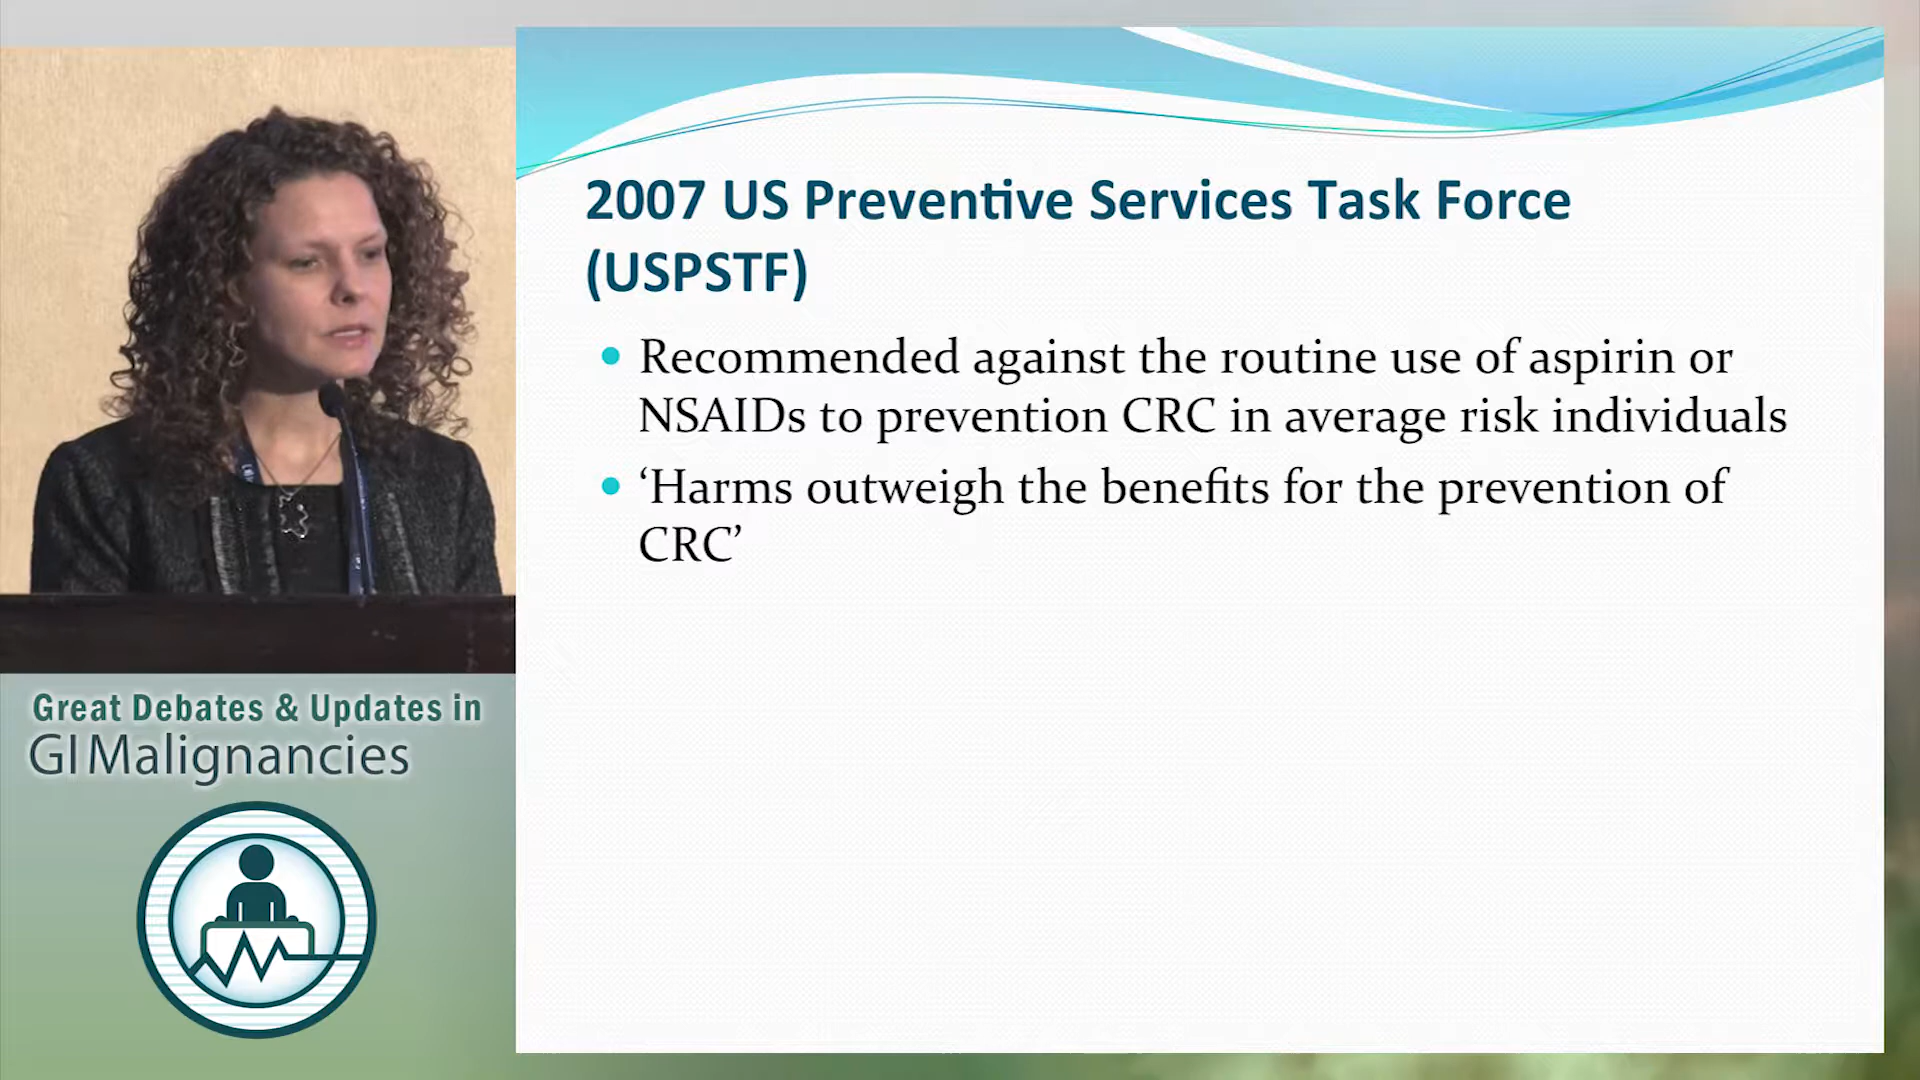 2007 US Preventive Services Task Force
(USPSTF)
• Recommended against the routine use of aspirin or
NSAIDs to prevention CRC in average risk individuals
• ‘Harms outweigh the benefits for the prevention of
CRC’
Great Debates & Updates in
GI Malignancies